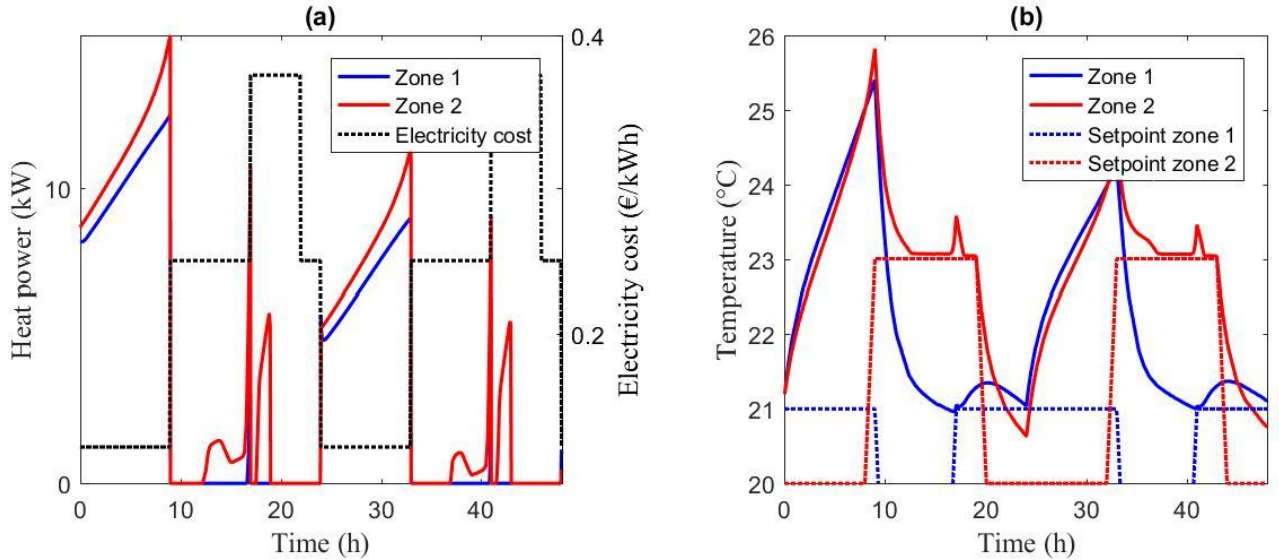 (a)
Heat power (kW)
0
10
0.2
0.4
Electricity cost (€/kWh)
Zone 1
Zone 2
Electricity cost
0
10
20
30
40
Time (h)
(b)
Temperature (°C)
26
25
24
23
22
21
20
Zone 1
Zone 2
Setpoint zone 1
Setpoint zone 2
0
10
20
30
40
Time (h)